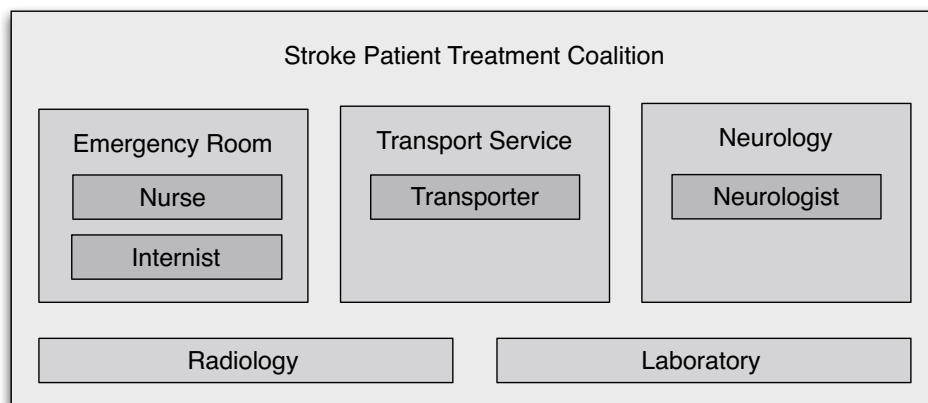 Stroke Patient Treatment Coalition
Emergency Room
Nurse
Internist
Transport Service
Transporter
Neurology
Neurologist
Radiology
Laboratory